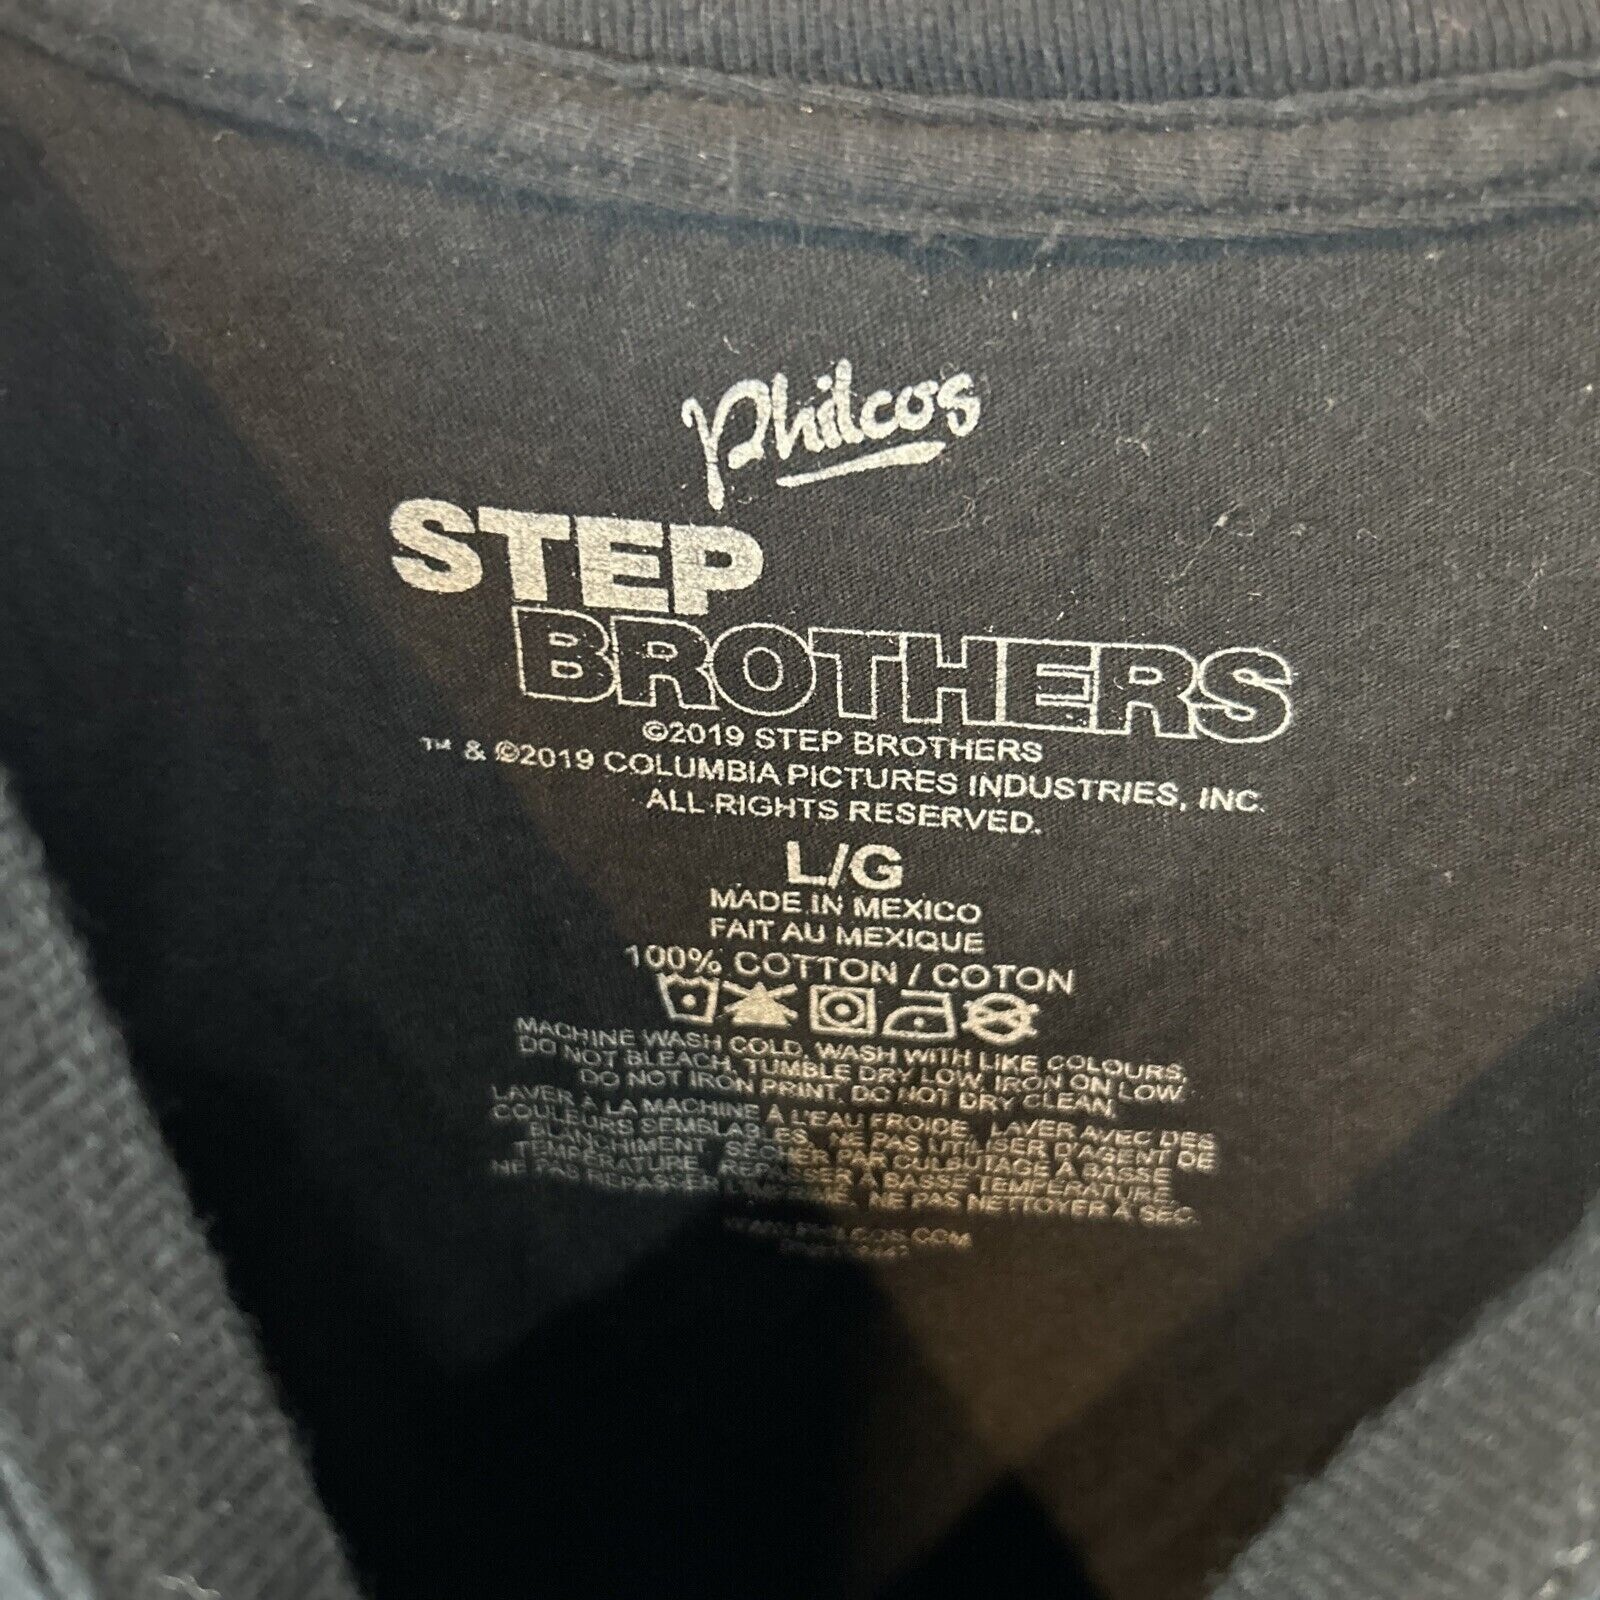 Philcos
STEP
BROTHERS
©2019 STEP BROTHERS
™ & ©2019 COLUMBIA PICTURES INDUSTRIES, INC.
ALL RIGHTS RESERVED.
L/G
MADE IN MEXICO
FAIT AU MEXIQUE
100% COTTON / COTON
MACHINE WASH COLD, WASH WITH LIKE COLOURS,
DO NOT BLEACH, TUMBLE DRY LOW, IRON ON LOW
DO NOT IRON PRINT, DO NOT DRY CLEAN,
LAVER À LA MACHINE À L'EAU FROIDE, LAVER AVEC DES
COULEURS SEMBLABLES, NE PAS UTILISER D'AGENT DE
BLANCHIMENT, SÉCHER PAR CULBUTAGE À BASSE
TEMPÉRATURE, REPASSER À BASSE TEMPÉRATURE
NE PAS REPASSER L'IMPRIMÉ, NE PAS NETTOYER À SEC.
WWW.PHILCOS.COM